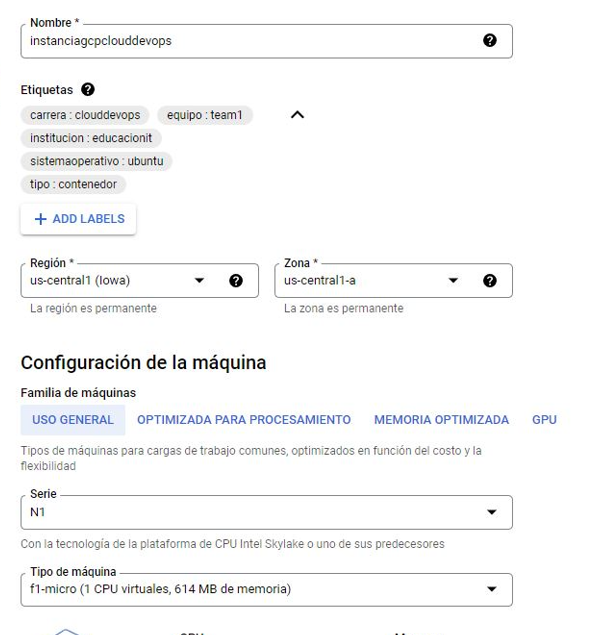 Nombre *
instanciagcpclouddevops
Etiquetas
carrera : clouddevops equipo : team1
institucion : educacionit
sistemaoperativo : ubuntu
tipo : contenedor
+ ADD LABELS
Región * Zona *
us-central1 (Iowa) us-central1-a
La región es permanente La zona es permanente
Configuración de la máquina
Familia de máquinas
USO GENERAL OPTIMIZADA PARA PROCESAMIENTO MEMORIA OPTIMIZADA GPU
Tipos de máquinas para cargas de trabajo comunes, optimizados en función del costo y la
flexibilidad
Serie
N1
Con la tecnología de la plataforma de CPU Intel Skylake o uno de sus predecesores
Tipo de máquina
f1-micro (1 CPU virtuales, 614 MB de memoria)